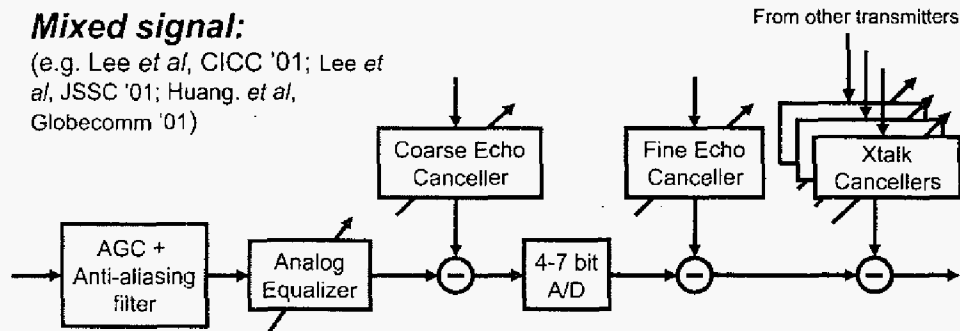 Mixed signal:
(e.g. Lee et al, CICC '01; Lee et
al, JSSC '01; Huang. et al,
Globecomm '01)
From other transmitters
Coarse Echo
Canceller
Fine Echo
Canceller
Xtalk
Cancellers
AGC +
Anti-aliasing
filter
Analog
Equalizer
−
4-7 bit
A/D
−
−